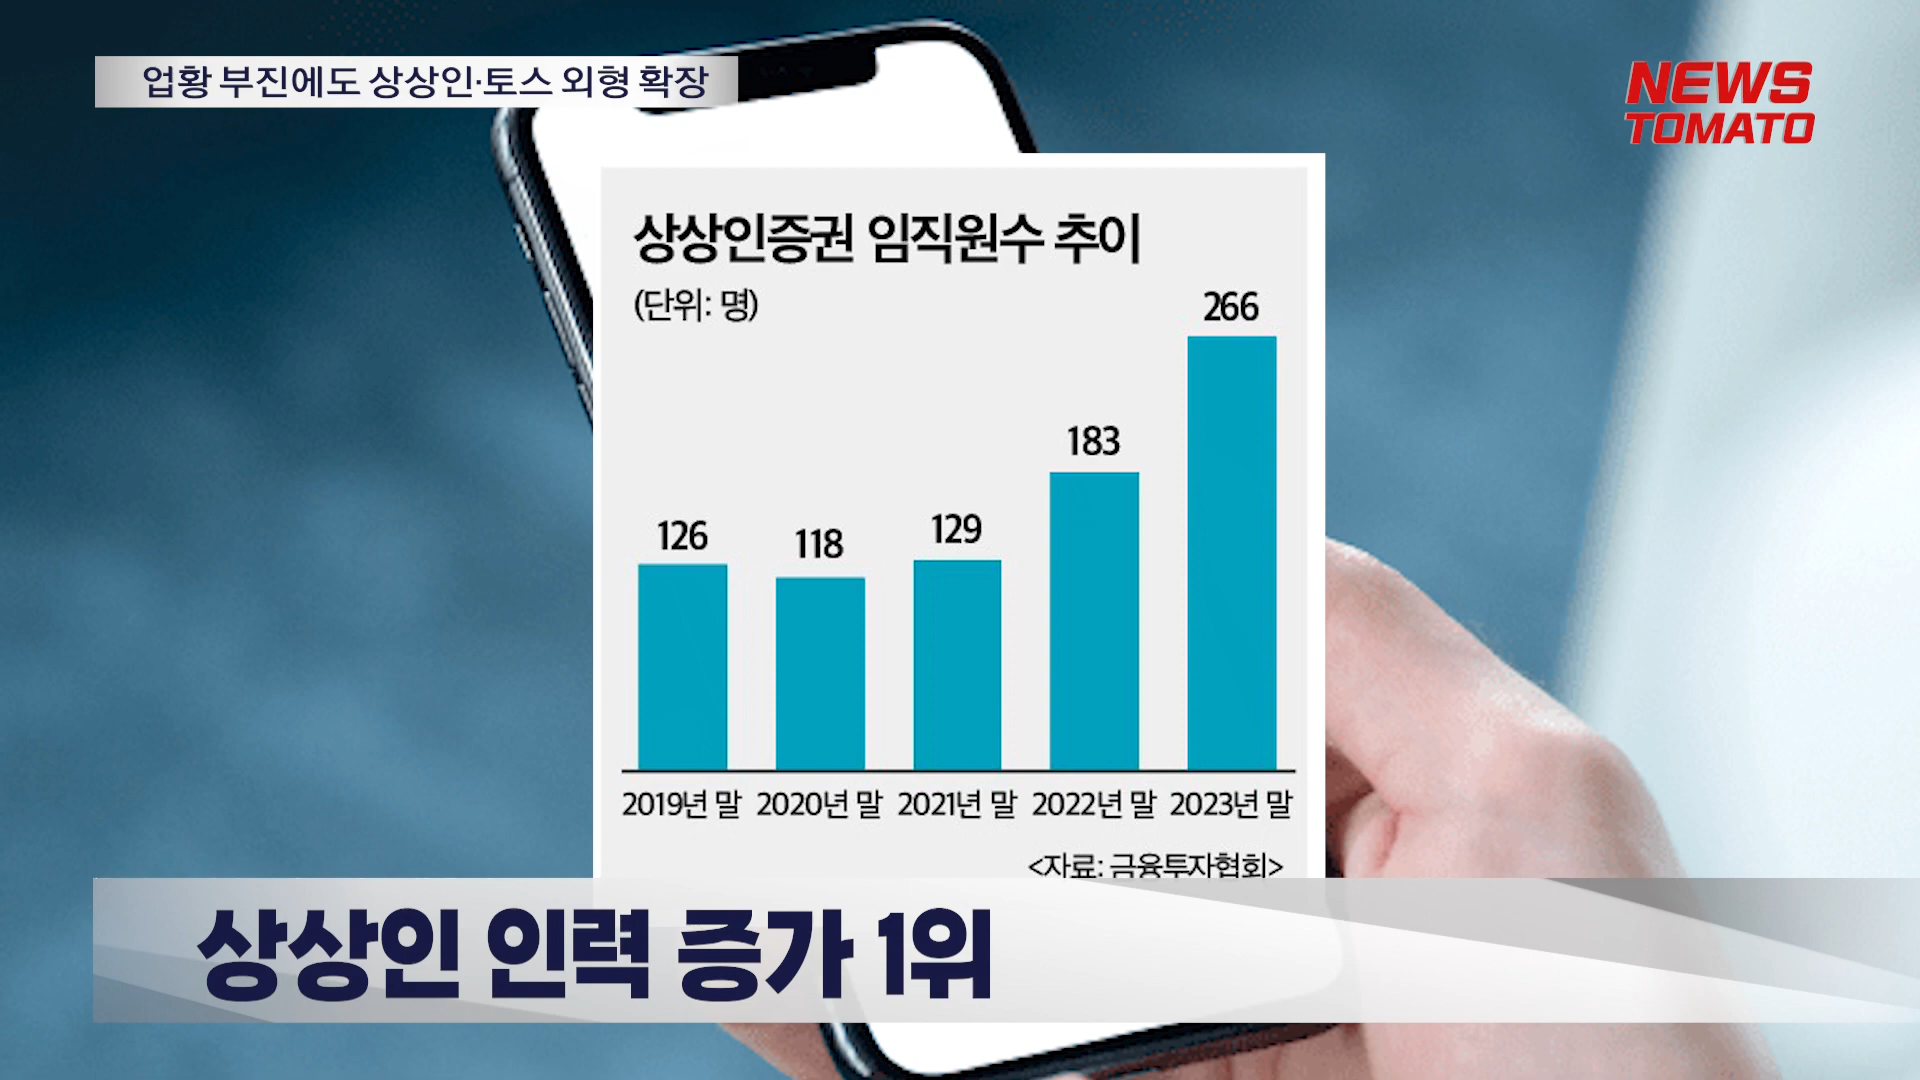 업황 부진에도 상상인·토스 외형 확장
NEWS
TOMATO
상상인증권 임직원수 추이
(단위: 명)
126
118
129
183
266
2019년 말
2020년 말
2021년 말
2022년 말
2023년 말
<자료: 금융투자협회>
상상인 인력 증가 1위